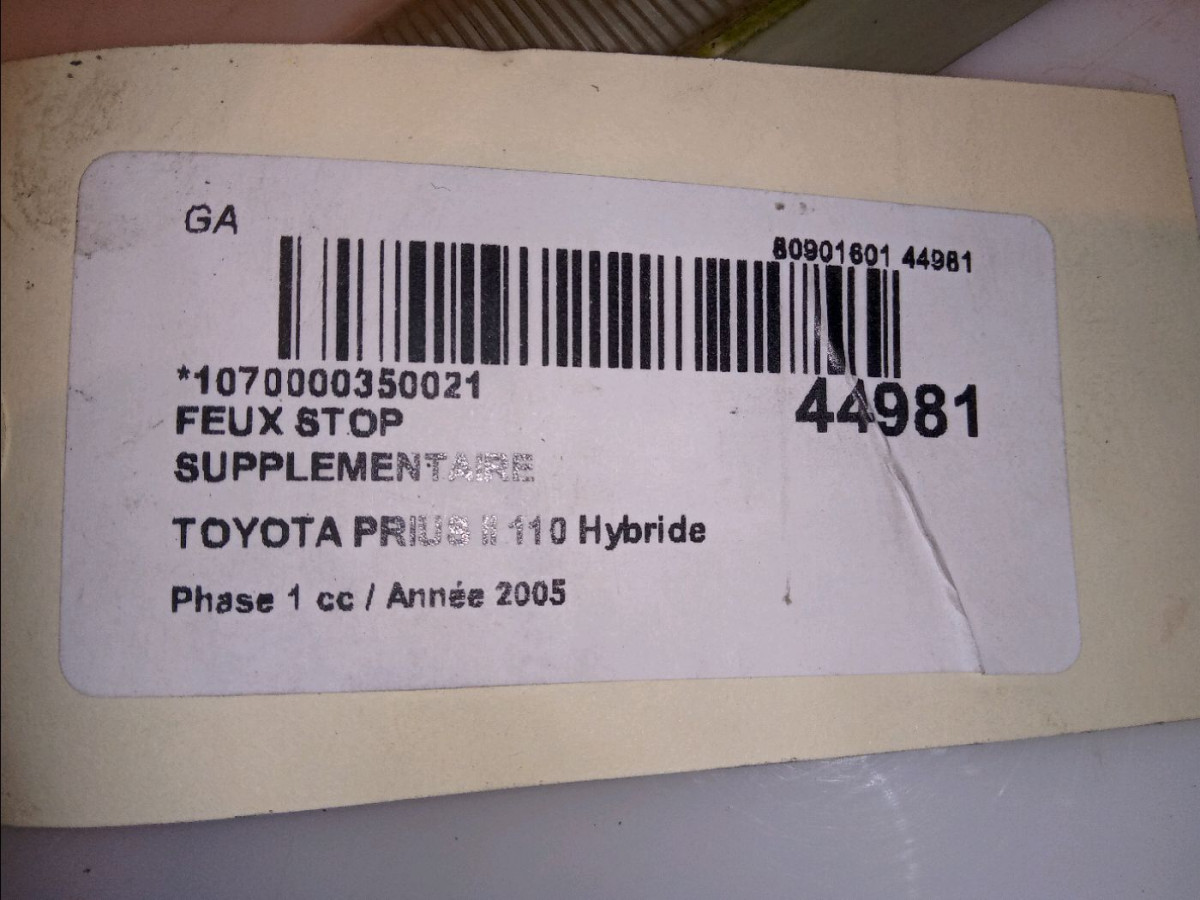 GA
80901601 44981
*1070000350021
44981
FEUX STOP
SUPPLEMENTAIRE
TOYOTA PRIUS II 110 Hybride
Phase 1 cc / Année 2005